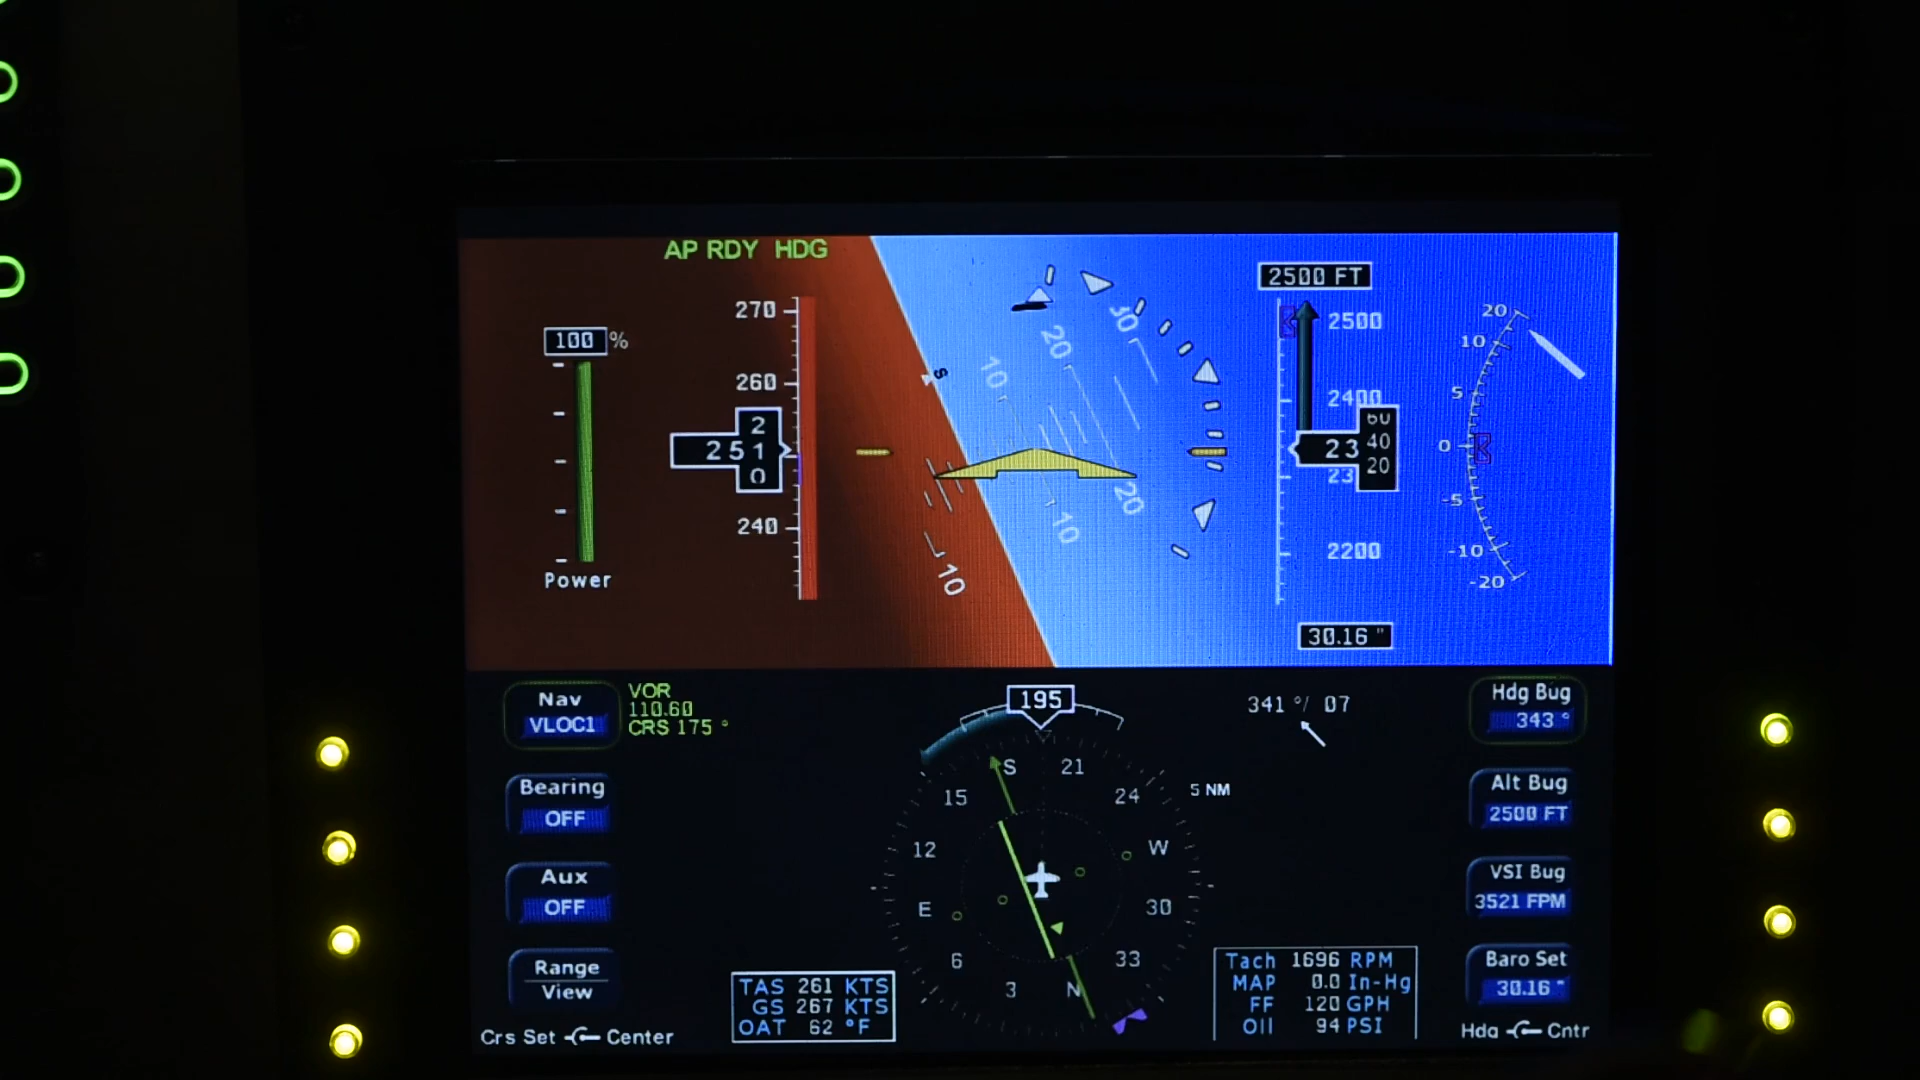 AP RDY HDG
2500 FT
270
260
251
2
0
240
100 %
Power
S
30
20
10
10
20
10
2500
2400
23
60
40
20
23
2200
30.16 "
20
10
5
0
-5
-10
-20
Nav
VLOC1
VOR
110.60
CRS 175 °
Bearing
OFF
Aux
OFF
Range
View
Crs Set Center
195
341 °/ 07
5 NM
S 21
15 24
12 W
E 30
6 33
3 N
TAS 261 KTS
GS 267 KTS
OAT 62 °F
Tach 1696 RPM
MAP 0.0 In-Hg
FF 120 GPH
Oil 94 PSI
Hdg Bug
343 °
Alt Bug
2500 FT
VSI Bug
3521 FPM
Baro Set
30.16 "
Hdg Cntr